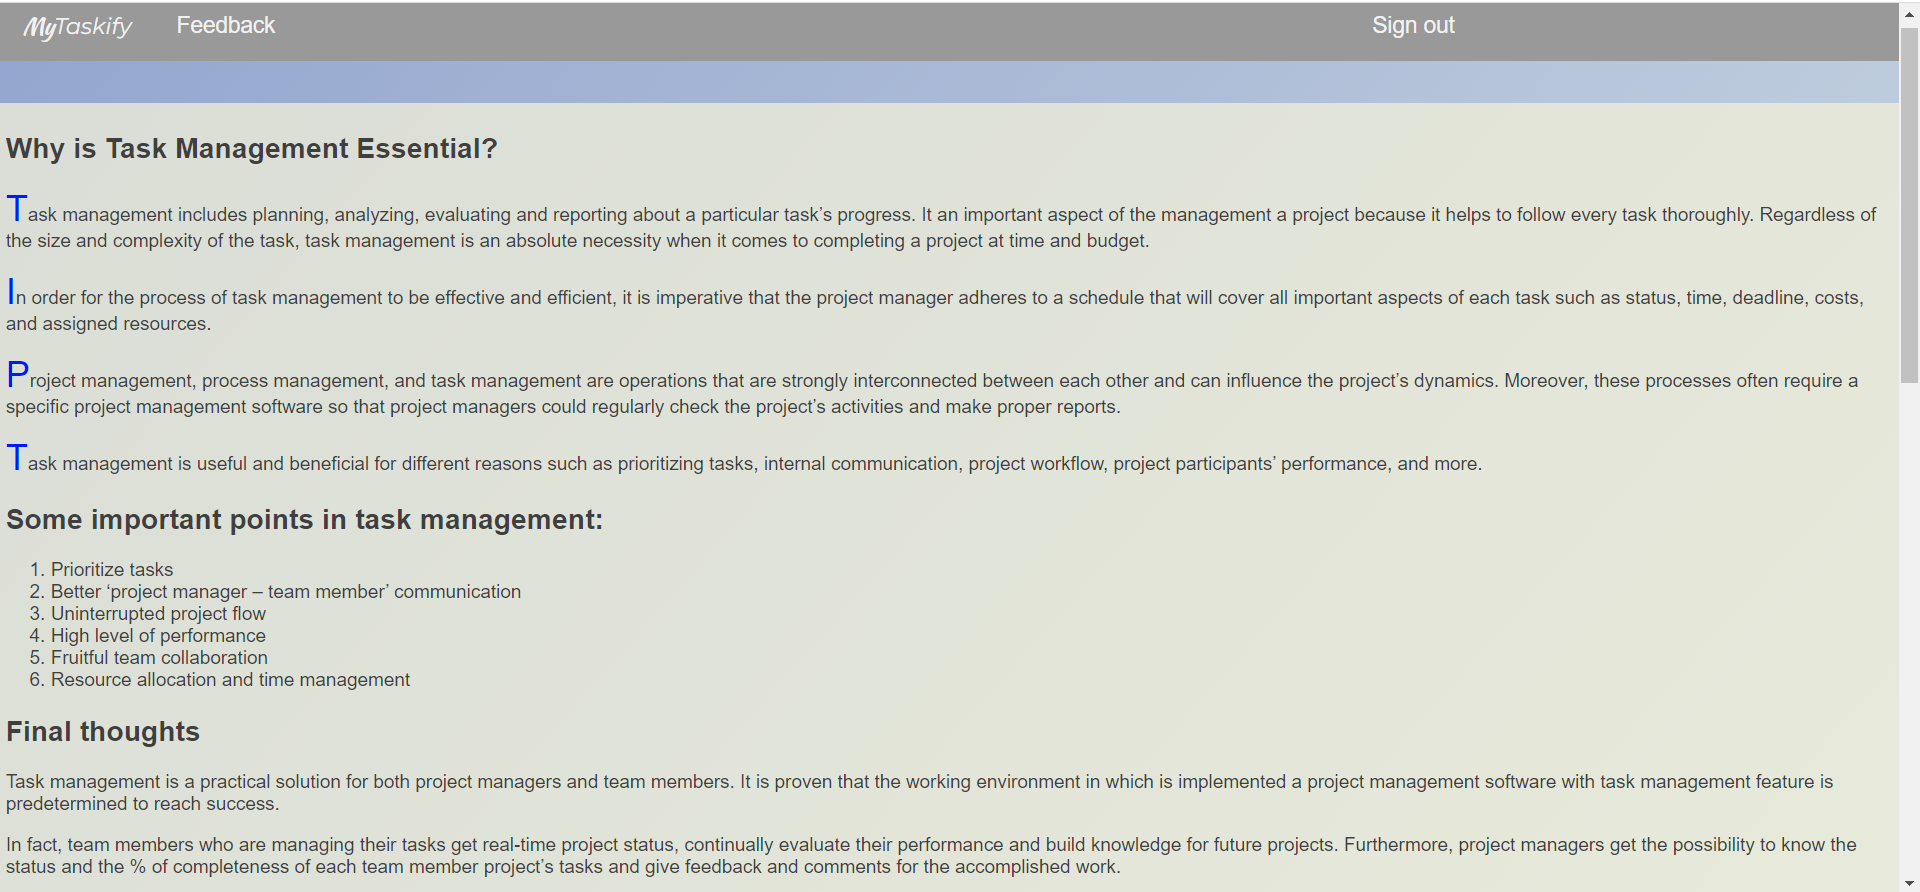 MyTaskify Feedback Sign out
Why is Task Management Essential?
Task management includes planning, analyzing, evaluating and reporting about a particular task’s progress. It an important aspect of the management a project because it helps to follow every task thoroughly. Regardless of
the size and complexity of the task, task management is an absolute necessity when it comes to completing a project at time and budget.
In order for the process of task management to be effective and efficient, it is imperative that the project manager adheres to a schedule that will cover all important aspects of each task such as status, time, deadline, costs,
and assigned resources.
Project management, process management, and task management are operations that are strongly interconnected between each other and can influence the project’s dynamics. Moreover, these processes often require a
specific project management software so that project managers could regularly check the project’s activities and make proper reports.
Task management is useful and beneficial for different reasons such as prioritizing tasks, internal communication, project workflow, project participants’ performance, and more.
Some important points in task management:
1. Prioritize tasks
2. Better ‘project manager – team member’ communication
3. Uninterrupted project flow
4. High level of performance
5. Fruitful team collaboration
6. Resource allocation and time management
Final thoughts
Task management is a practical solution for both project managers and team members. It is proven that the working environment in which is implemented a project management software with task management feature is
predetermined to reach success.
In fact, team members who are managing their tasks get real-time project status, continually evaluate their performance and build knowledge for future projects. Furthermore, project managers get the possibility to know the
status and the % of completeness of each team member project’s tasks and give feedback and comments for the accomplished work.